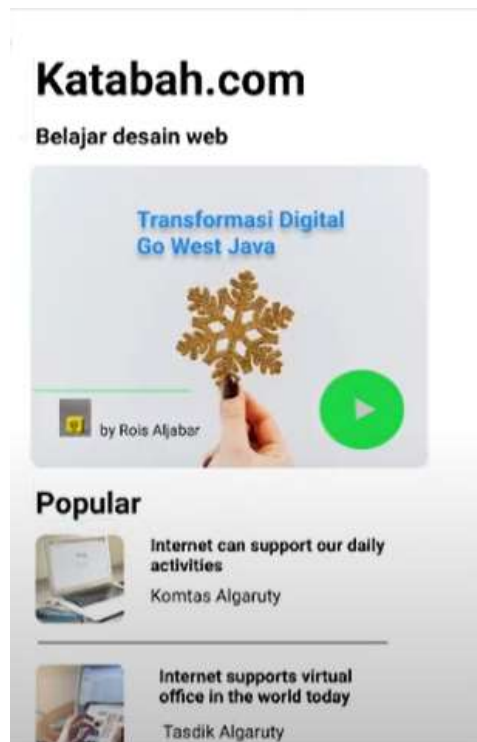 Katabah.com
Belajar desain web
Transformasi Digital
Go West Java
by Rois Aljabar
Popular
Internet can support our daily
activities
Komtas Algaruty
Internet supports virtual
office in the world today
Tasdik Algaruty